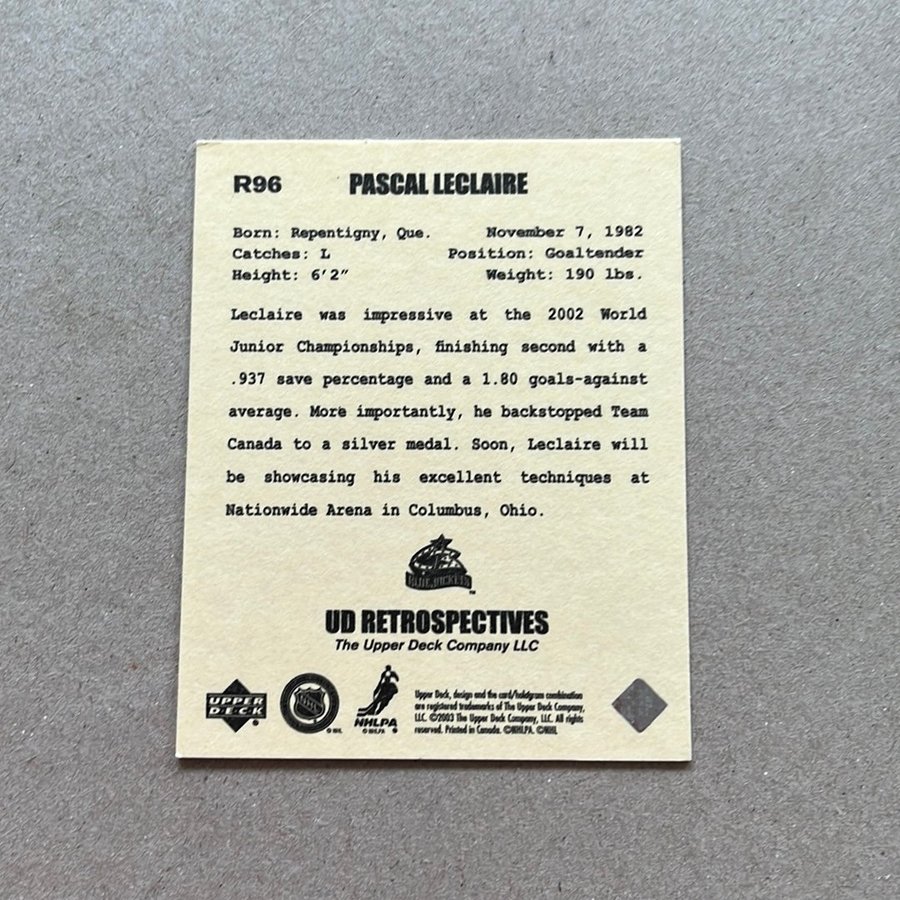 R96 PASCAL LECLAIRE
Born: Repentigny, Que. November 7, 1982
Catches: L Position: Goaltender
Height: 6'2" Weight: 190 lbs.
Leclaire was impressive at the 2002 World
Junior Championships, finishing second with a
.937 save percentage and a 1.80 goals-against
average. More importantly, he backstopped Team
Canada to a silver medal. Soon, Leclaire will
be showcasing his excellent techniques at
Nationwide Arena in Columbus, Ohio.
BLUE JACKETS ™
UD RETROSPECTIVES
The Upper Deck Company LLC
UPPER
DECK
NHL
© NHL
NHLPA
© NHLPA
Upper Deck, design and the card/hologram combination
are registered trademarks of The Upper Deck Company,
LLC. ©2003 The Upper Deck Company, LLC. All rights
reserved. Printed in Canada. ©NHLPA. ©NHL